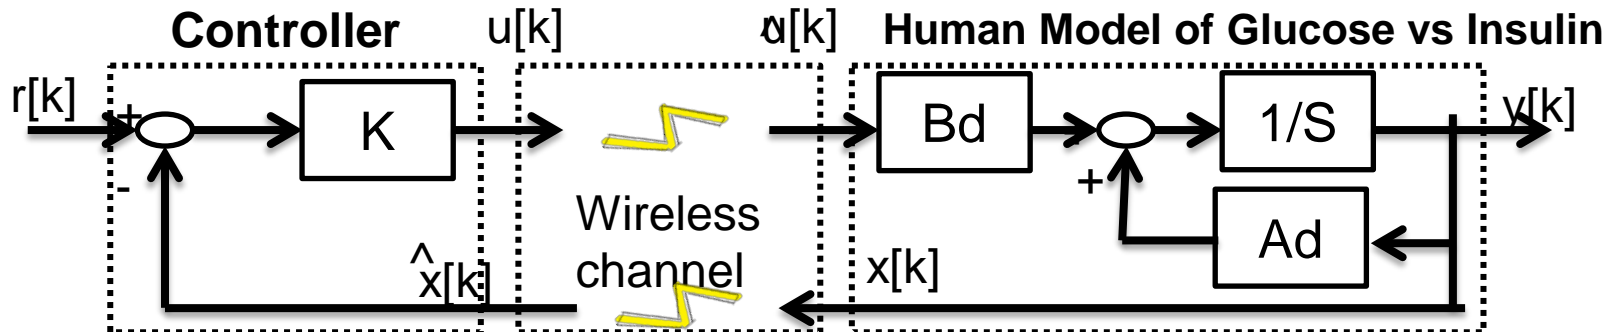 Controller
u[k]
û[k]
Human Model of Glucose vs Insulin
r[k]
+
K
Bd
1/S
y[k]
-
+
Wireless
channel
Ad
x̂[k]
x[k]